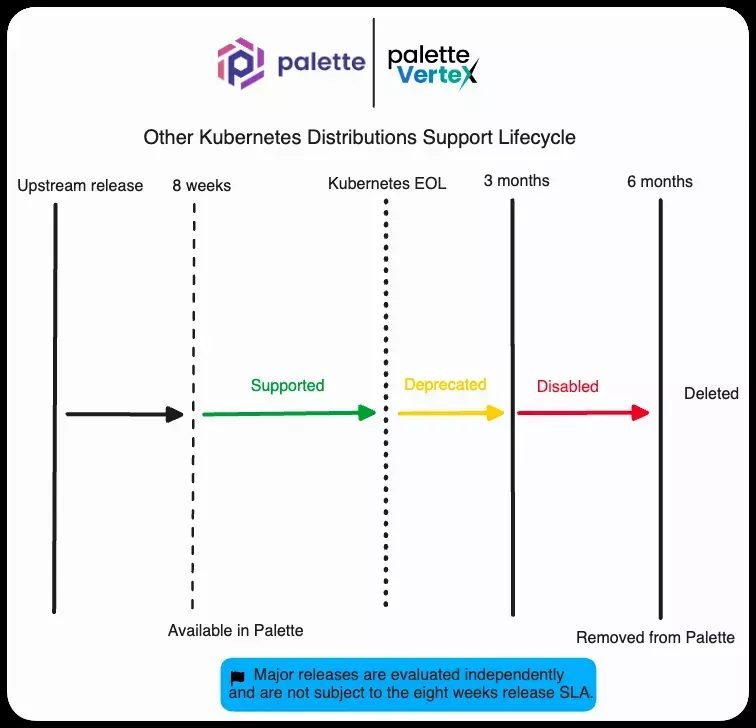 palette
palette
VerteX
Other Kubernetes Distributions Support Lifecycle
Upstream release
8 weeks
Kubernetes EOL
3 months
6 months
Supported
Deprecated
Disabled
Deleted
Available in Palette
Removed from Palette
Major releases are evaluated independently
and are not subject to the eight weeks release SLA.